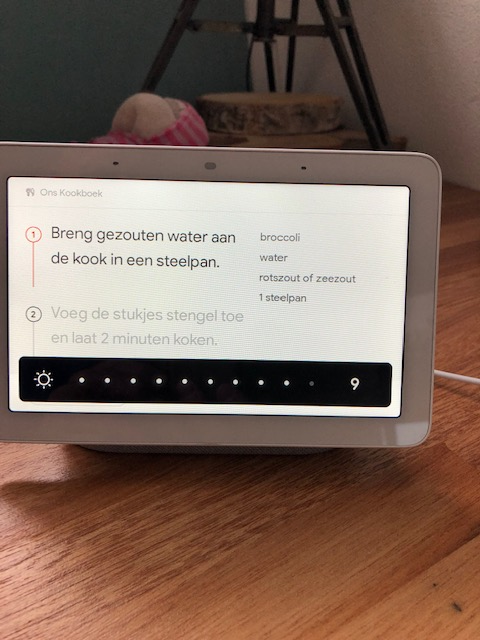 Ons Kookboek
1
Breng gezouten water aan
de kook in een steelpan.
broccoli
water
rotszout of zeezout
1 steelpan
2
Voeg de stukjes stengel toe
en laat 2 minuten koken.
9